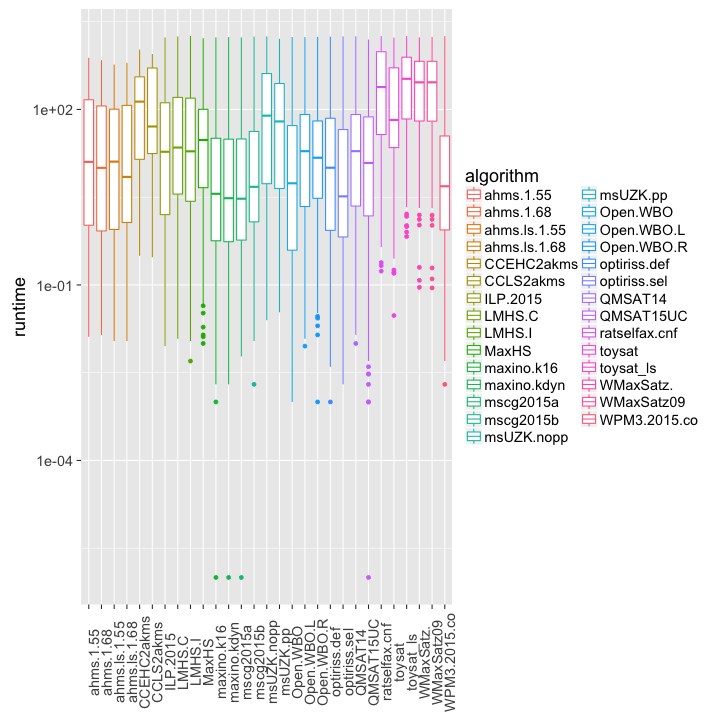 runtime
1e+02
1e-01
1e-04
ahms.1.55
ahms.1.68
ahms.ls.1.55
ahms.ls.1.68
CCEHC2akms
CCLS2akms
ILP.2015
LMHS.C
LMHS.I
MaxHS
maxino.k16
maxino.kdyn
mscg2015a
mscg2015b
msUZK.nopp
msUZK.pp
Open.WBO
Open.WBO.L
Open.WBO.R
optiriss.def
optiriss.sel
QMSAT14
QMSAT15UC
ratselfax.cnf
toysat
toysat_ls
WMaxSatz.
WMaxSatz09
WPM3.2015.co
algorithm
ahms.1.55
ahms.1.68
ahms.ls.1.55
ahms.ls.1.68
CCEHC2akms
CCLS2akms
ILP.2015
LMHS.C
LMHS.I
MaxHS
maxino.k16
maxino.kdyn
mscg2015a
mscg2015b
msUZK.nopp
msUZK.pp
Open.WBO
Open.WBO.L
Open.WBO.R
optiriss.def
optiriss.sel
QMSAT14
QMSAT15UC
ratselfax.cnf
toysat
toysat_ls
WMaxSatz.
WMaxSatz09
WPM3.2015.co